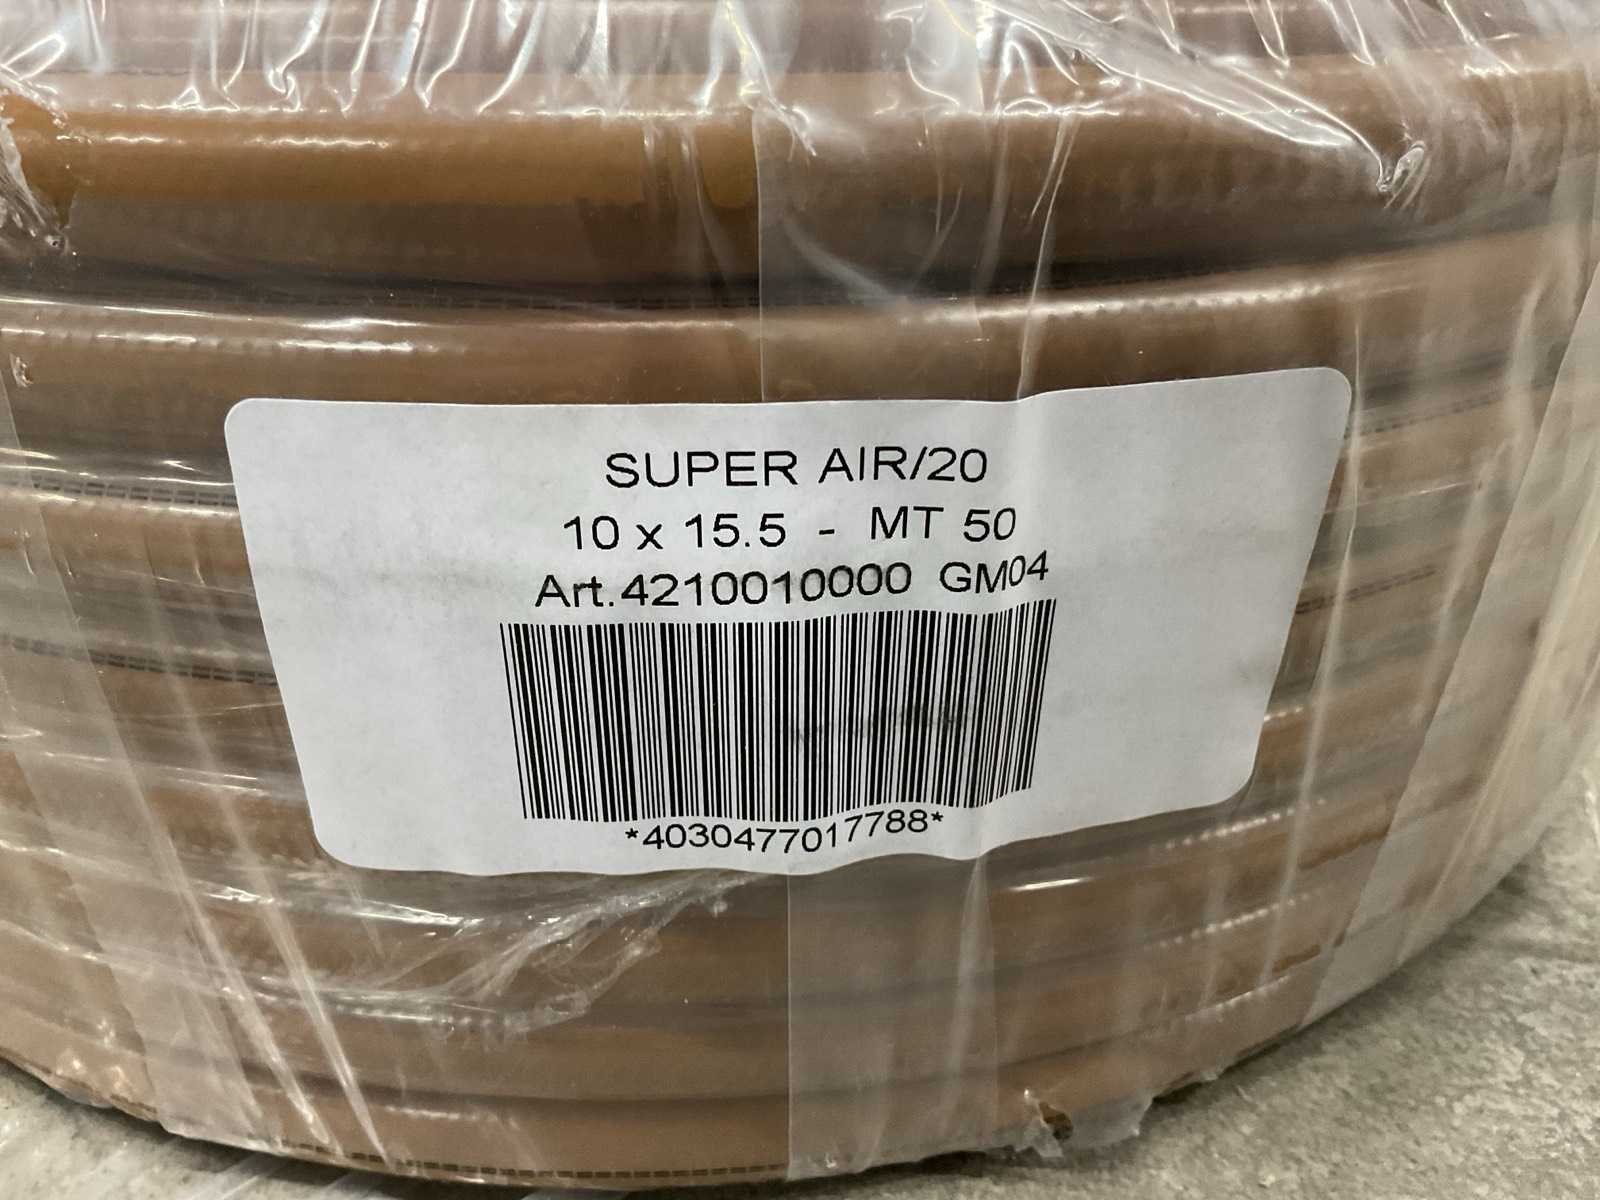 SUPER AIR/20
10 x 15.5 - MT 50
Art.4210010000 GM04
*4030477017788*